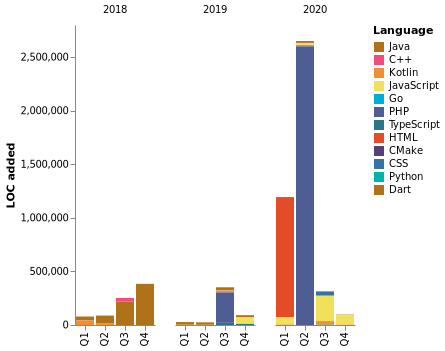 2018 2019 2020
Language
Java
C++
Kotlin
JavaScript
Go
PHP
TypeScript
HTML
CMake
CSS
Python
Dart
LOC added
2,500,000
2,000,000
1,500,000
1,000,000
500,000
0
Q1 Q2 Q3 Q4 Q1 Q2 Q3 Q4 Q1 Q2 Q3 Q4